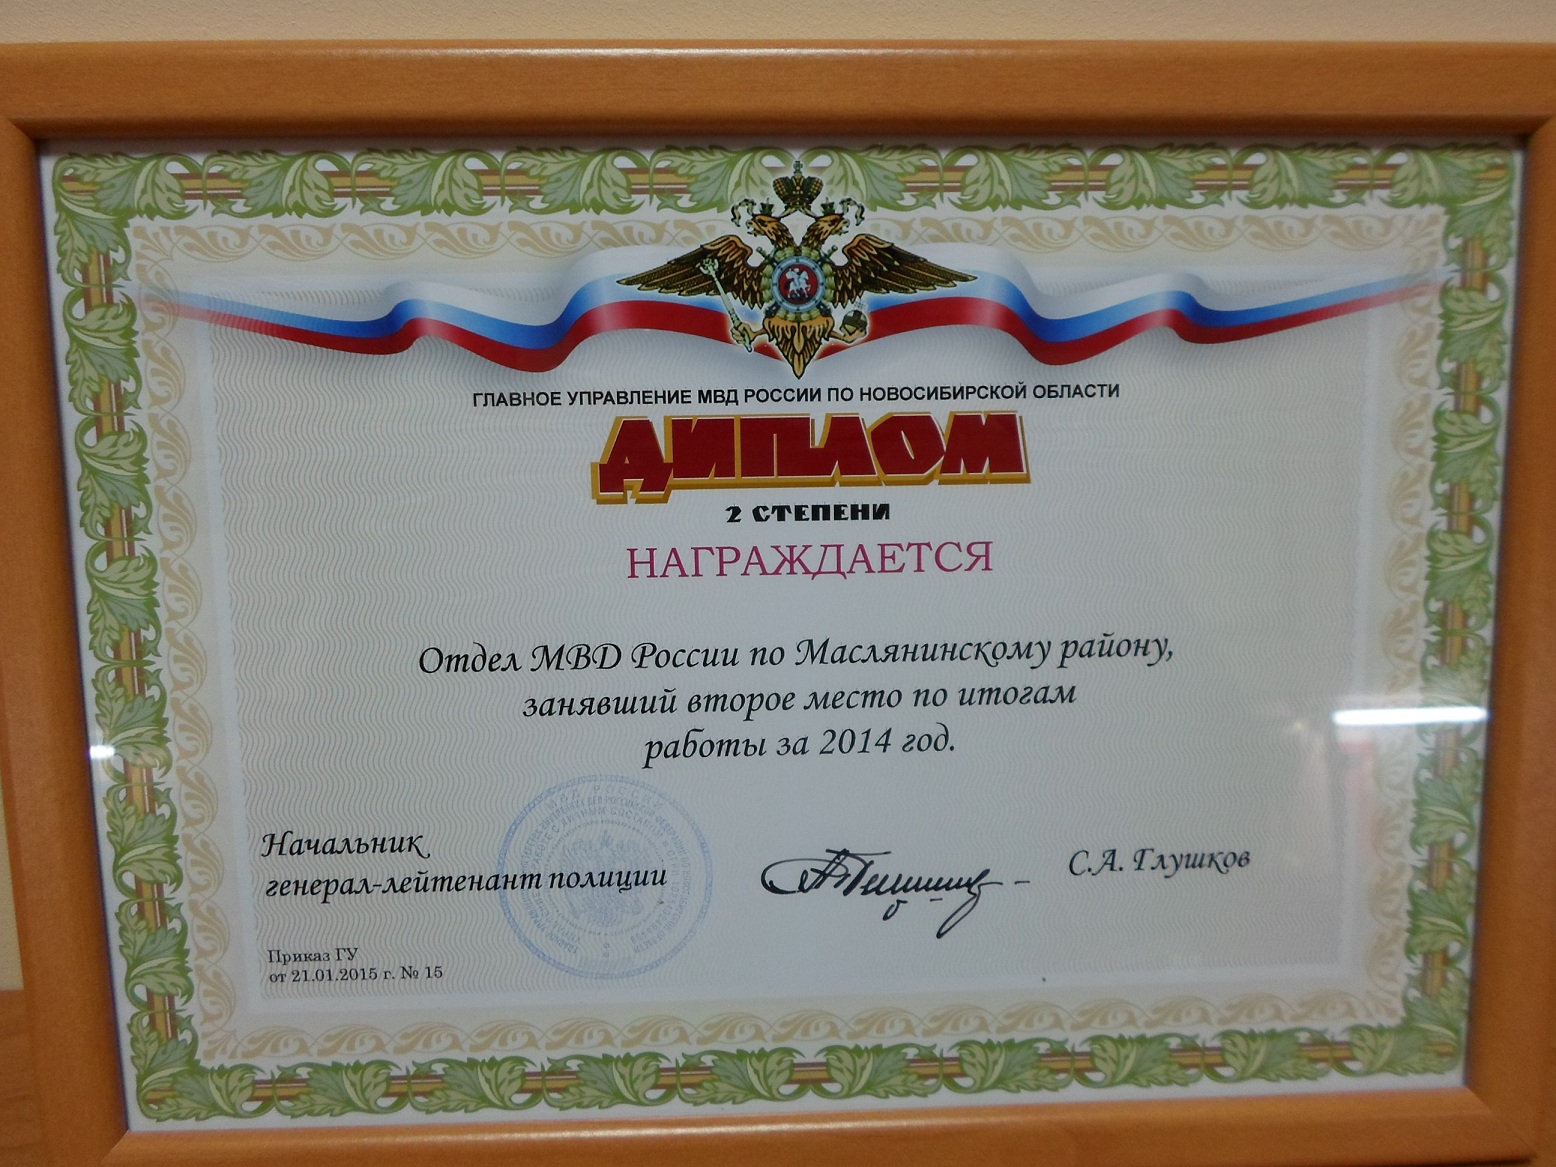 ГЛАВНОЕ УПРАВЛЕНИЕ МВД РОССИИ ПО НОВОСИБИРСКОЙ ОБЛАСТИ
ДИПЛОМ
2 СТЕПЕНИ
НАГРАЖДАЕТСЯ
Отдел МВД России по Маслянинскому району,
занявший второе место по итогам
работы за 2014 год.
Начальник
генерал-лейтенант полиции
С.А. Глушков
Приказ ГУ
от 21.01.2015 г. № 15
МВД РОССИИ